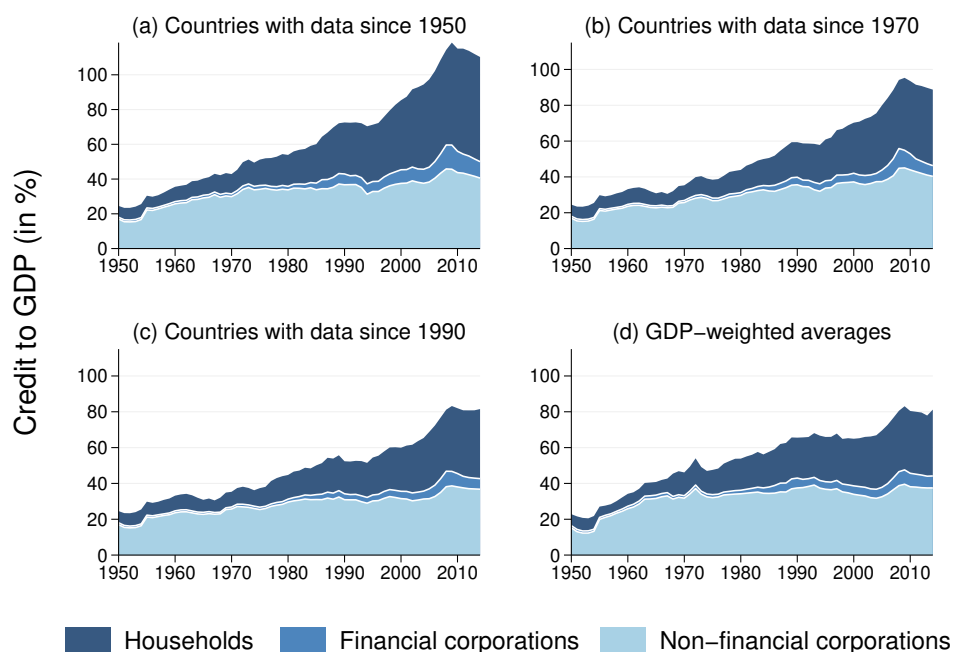 Credit to GDP (in %)
(a) Countries with data since 1950
100
80
60
40
20
0
1950 1960 1970 1980 1990 2000 2010
(b) Countries with data since 1970
100
80
60
40
20
0
1950 1960 1970 1980 1990 2000 2010
(c) Countries with data since 1990
100
80
60
40
20
0
1950 1960 1970 1980 1990 2000 2010
(d) GDP−weighted averages
100
80
60
40
20
0
1950 1960 1970 1980 1990 2000 2010
Households Financial corporations Non−financial corporations